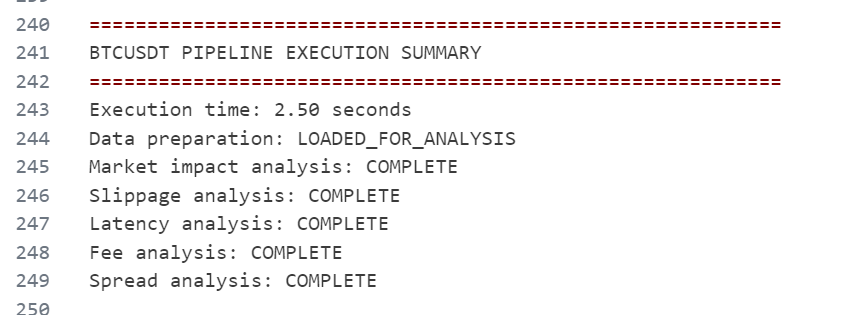 240 ============================================================
241 BTCUSDT PIPELINE EXECUTION SUMMARY
242 ============================================================
243 Execution time: 2.50 seconds
244 Data preparation: LOADED_FOR_ANALYSIS
245 Market impact analysis: COMPLETE
246 Slippage analysis: COMPLETE
247 Latency analysis: COMPLETE
248 Fee analysis: COMPLETE
249 Spread analysis: COMPLETE
250